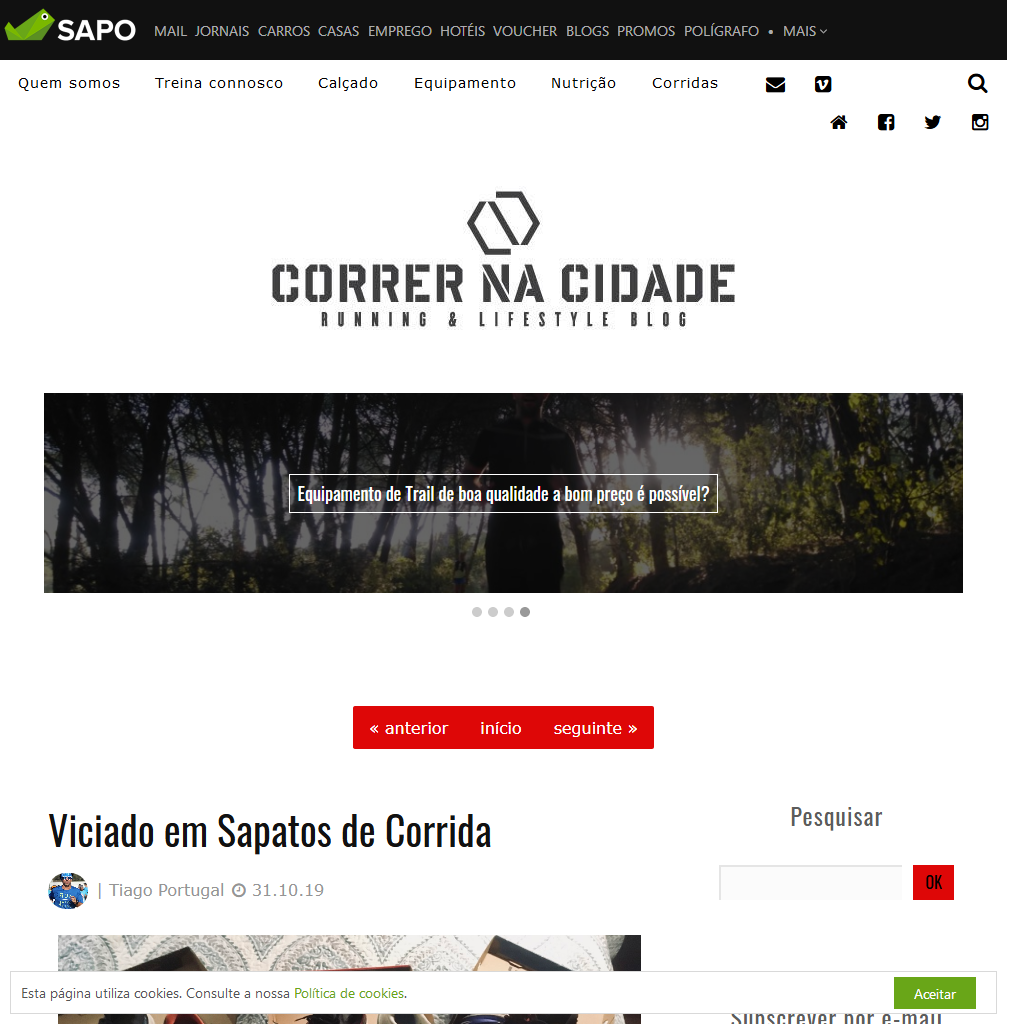 SAPO MAIL JORNAIS CARROS CASAS EMPREGO HOTÉIS VOUCHER BLOGS PROMOS POLÍGRAFO • MAIS
Quem somos Treina connosco Calçado Equipamento Nutrição Corridas
CORRER NA CIDADE
RUNNING & LIFESTYLE BLOG
Equipamento de Trail de boa qualidade a bom preço é possível?
« anterior início seguinte »
Viciado em Sapatos de Corrida
| Tiago Portugal 31.10.19
Pesquisar
OK
Esta página utiliza cookies. Consulte a nossa Política de cookies.
Aceitar
Subscrever por e-mail